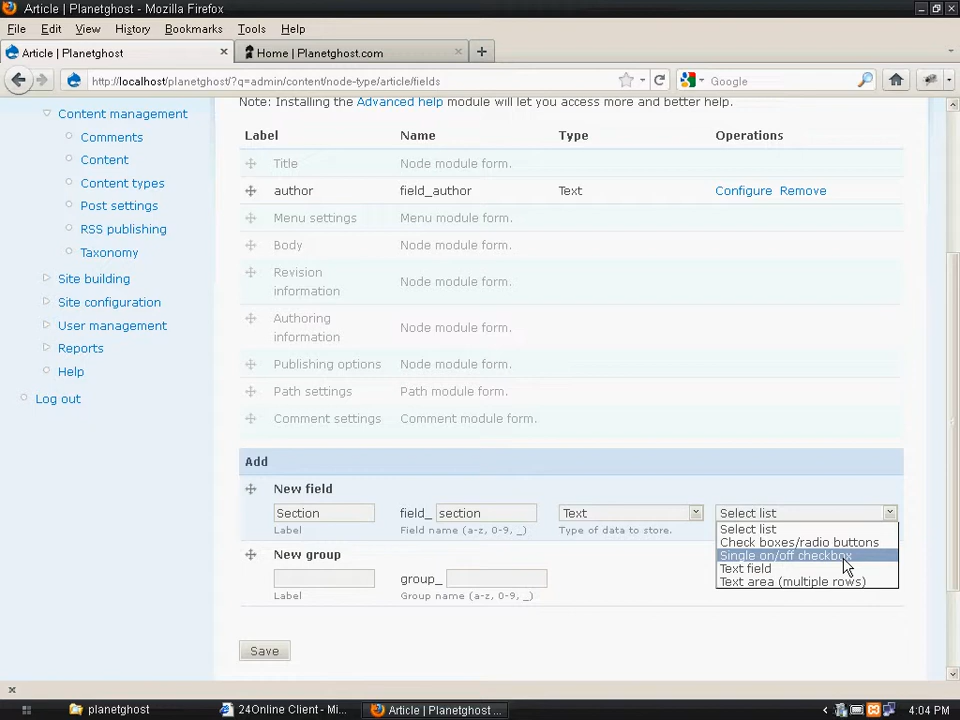 Article | Planetghost - Mozilla Firefox
File Edit View History Bookmarks Tools Help
Article | Planetghost
Home | Planetghost.com
http://localhost/planetghost/?q=admin/content/node-type/article/fields
Google
Note: Installing the Advanced help module will let you access more and better help.
Content management
Comments
Content
Content types
Post settings
RSS publishing
Taxonomy
Site building
Site configuration
User management
Reports
Help
Log out
Label Name Type Operations
Title Node module form.
author field_author Text Configure Remove
Menu settings Menu module form.
Body Node module form.
Revision information Node module form.
Authoring information Node module form.
Publishing options Node module form.
Path settings Path module form.
Comment settings Comment module form.
Add
New field
Section field_ section Text Select list
Label Field name (a-z, 0-9, _) Type of data to store.
Select list
Check boxes/radio buttons
Single on/off checkbox
Text field
Text area (multiple rows)
New group
group_
Label Group name (a-z, 0-9, _)
Save
planetghost
24Online Client - Mi...
Article | Planetghost ...
4:04 PM